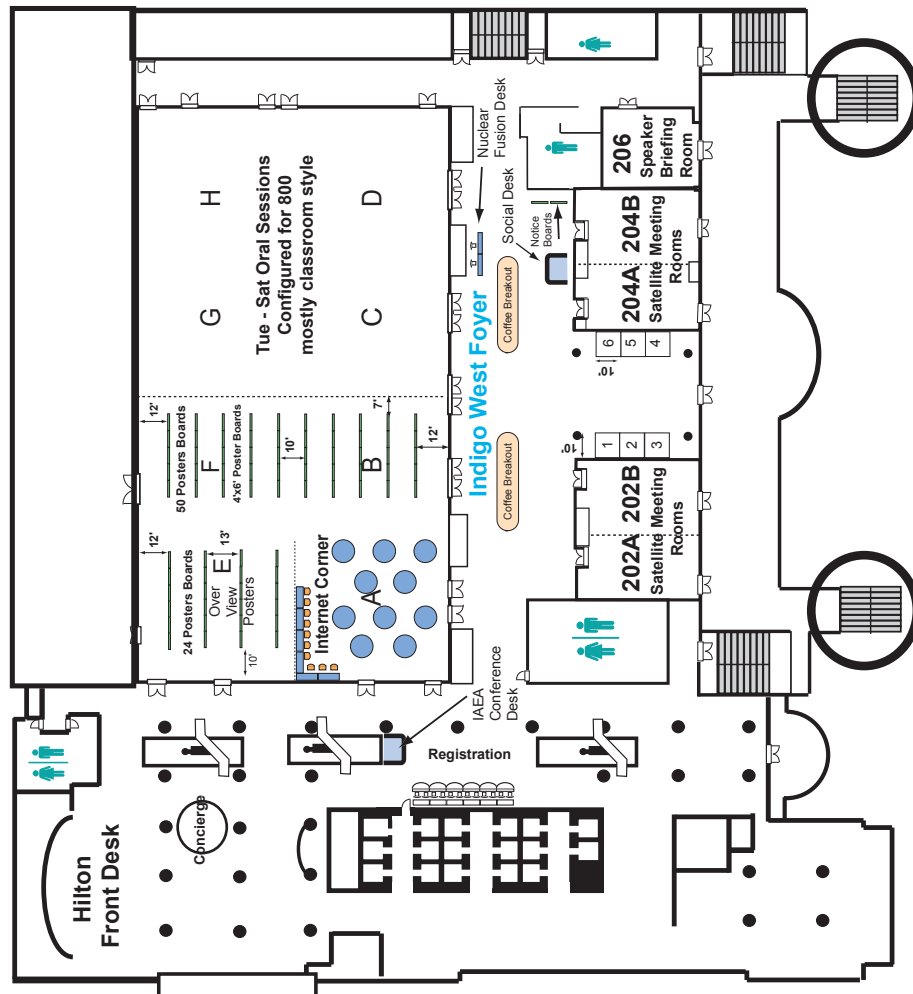 Nuclear
Fusion Desk
206
Speaker
Briefing
Room
H
D
Tue - Sat Oral Sessions
Configured for 800
mostly classroom style
G
C
Social Desk
Notice
Boards
204A 204B
Satellite Meeting
Rooms
Coffee Breakout
Indigo West Foyer
6
5
4
10'
12'
7'
50 Posters Boards
F
4'x6' Poster Boards
10'
B
12'
Coffee Breakout
10'
1
2
3
202A 202B
Satellite Meeting
Rooms
12'
13'
24 Posters Boards
E
Over
View
Posters
10'
Internet Corner
A
IAEA
Conference
Desk
Registration
Concierge
Hilton
Front Desk